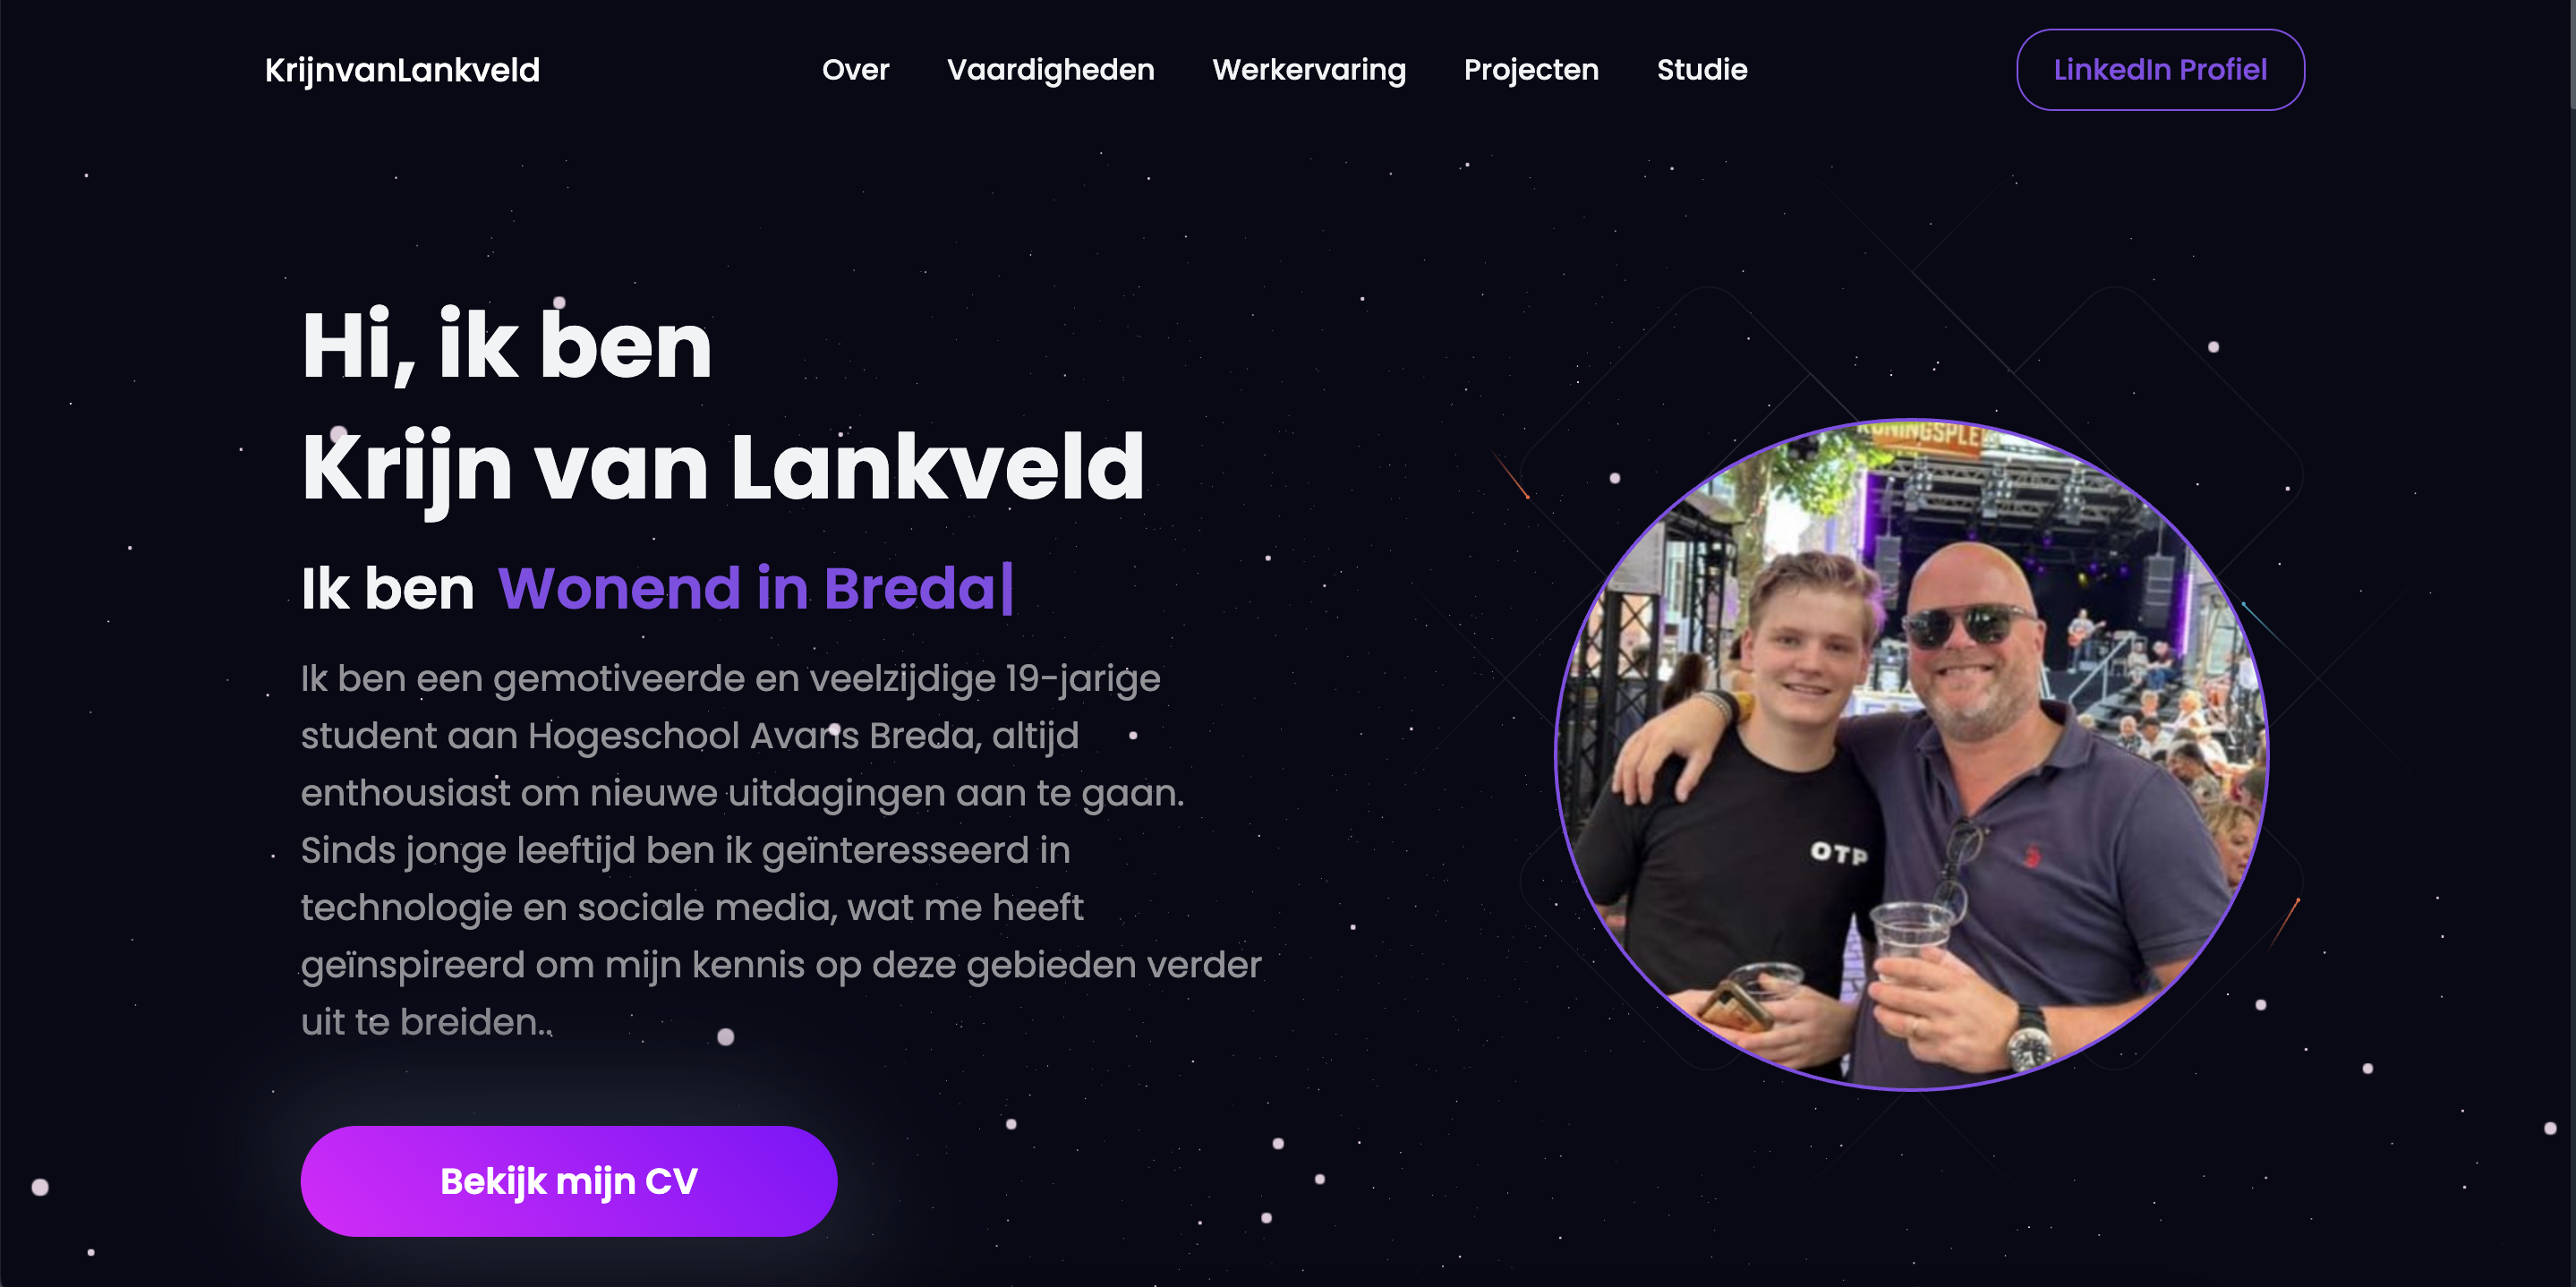 KrijnvanLankveld
Over Vaardigheden Werkervaring Projecten Studie
LinkedIn Profiel
Hi, ik ben
Krijn van Lankveld
Ik ben Wonend in Breda|
Ik ben een gemotiveerde en veelzijdige 19-jarige
student aan Hogeschool Avans Breda, altijd
enthousiast om nieuwe uitdagingen aan te gaan.
Sinds jonge leeftijd ben ik geïnteresseerd in
technologie en sociale media, wat me heeft
geïnspireerd om mijn kennis op deze gebieden verder
uit te breiden..
Bekijk mijn CV
OTP